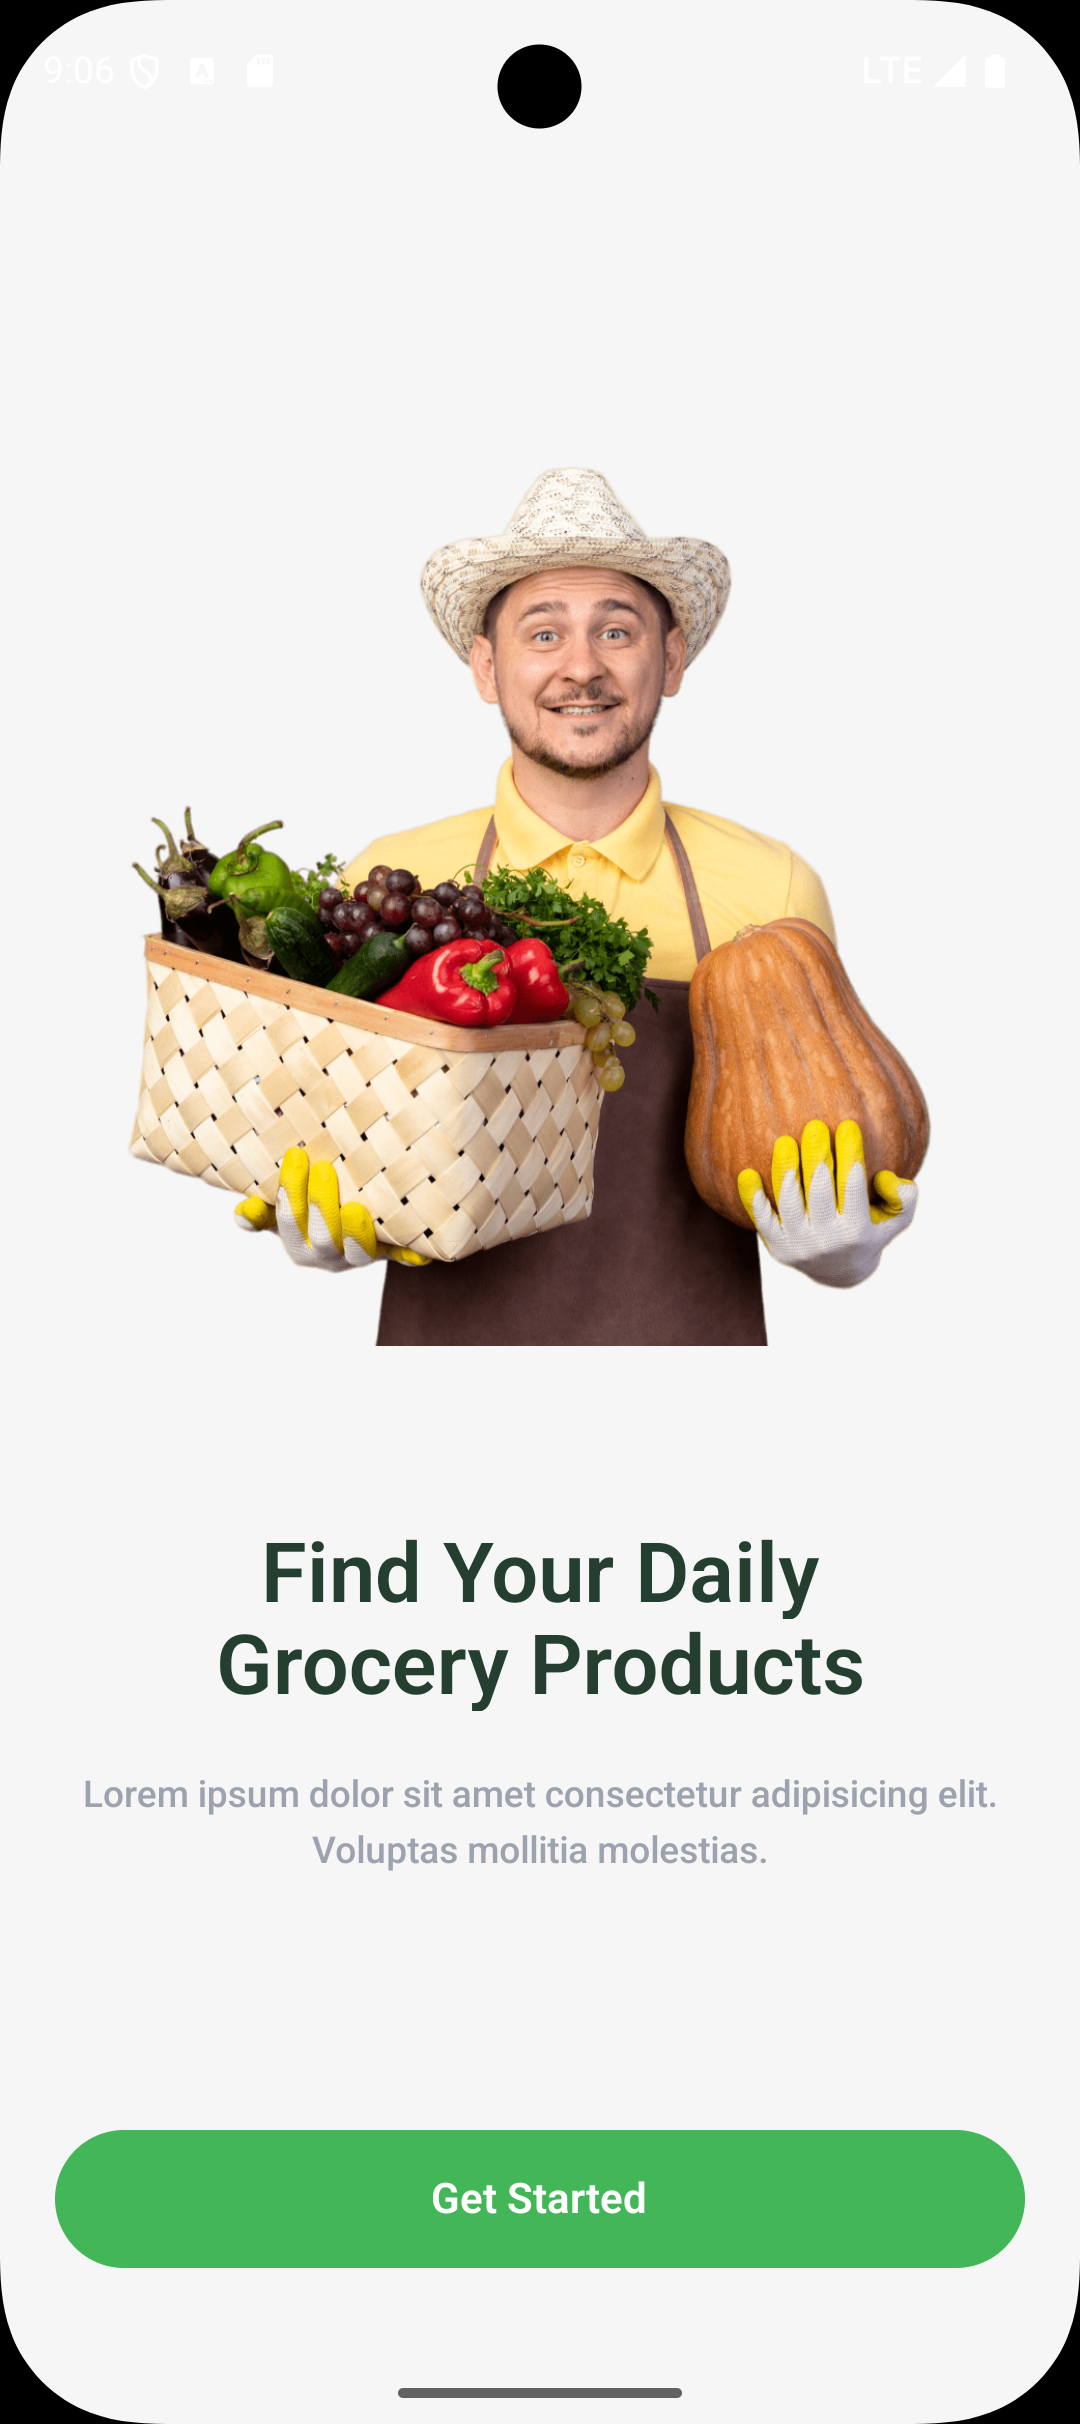 9:06 LTE
Find Your Daily
Grocery Products
Lorem ipsum dolor sit amet consectetur adipisicing elit.
Voluptas mollitia molestias.
Get Started